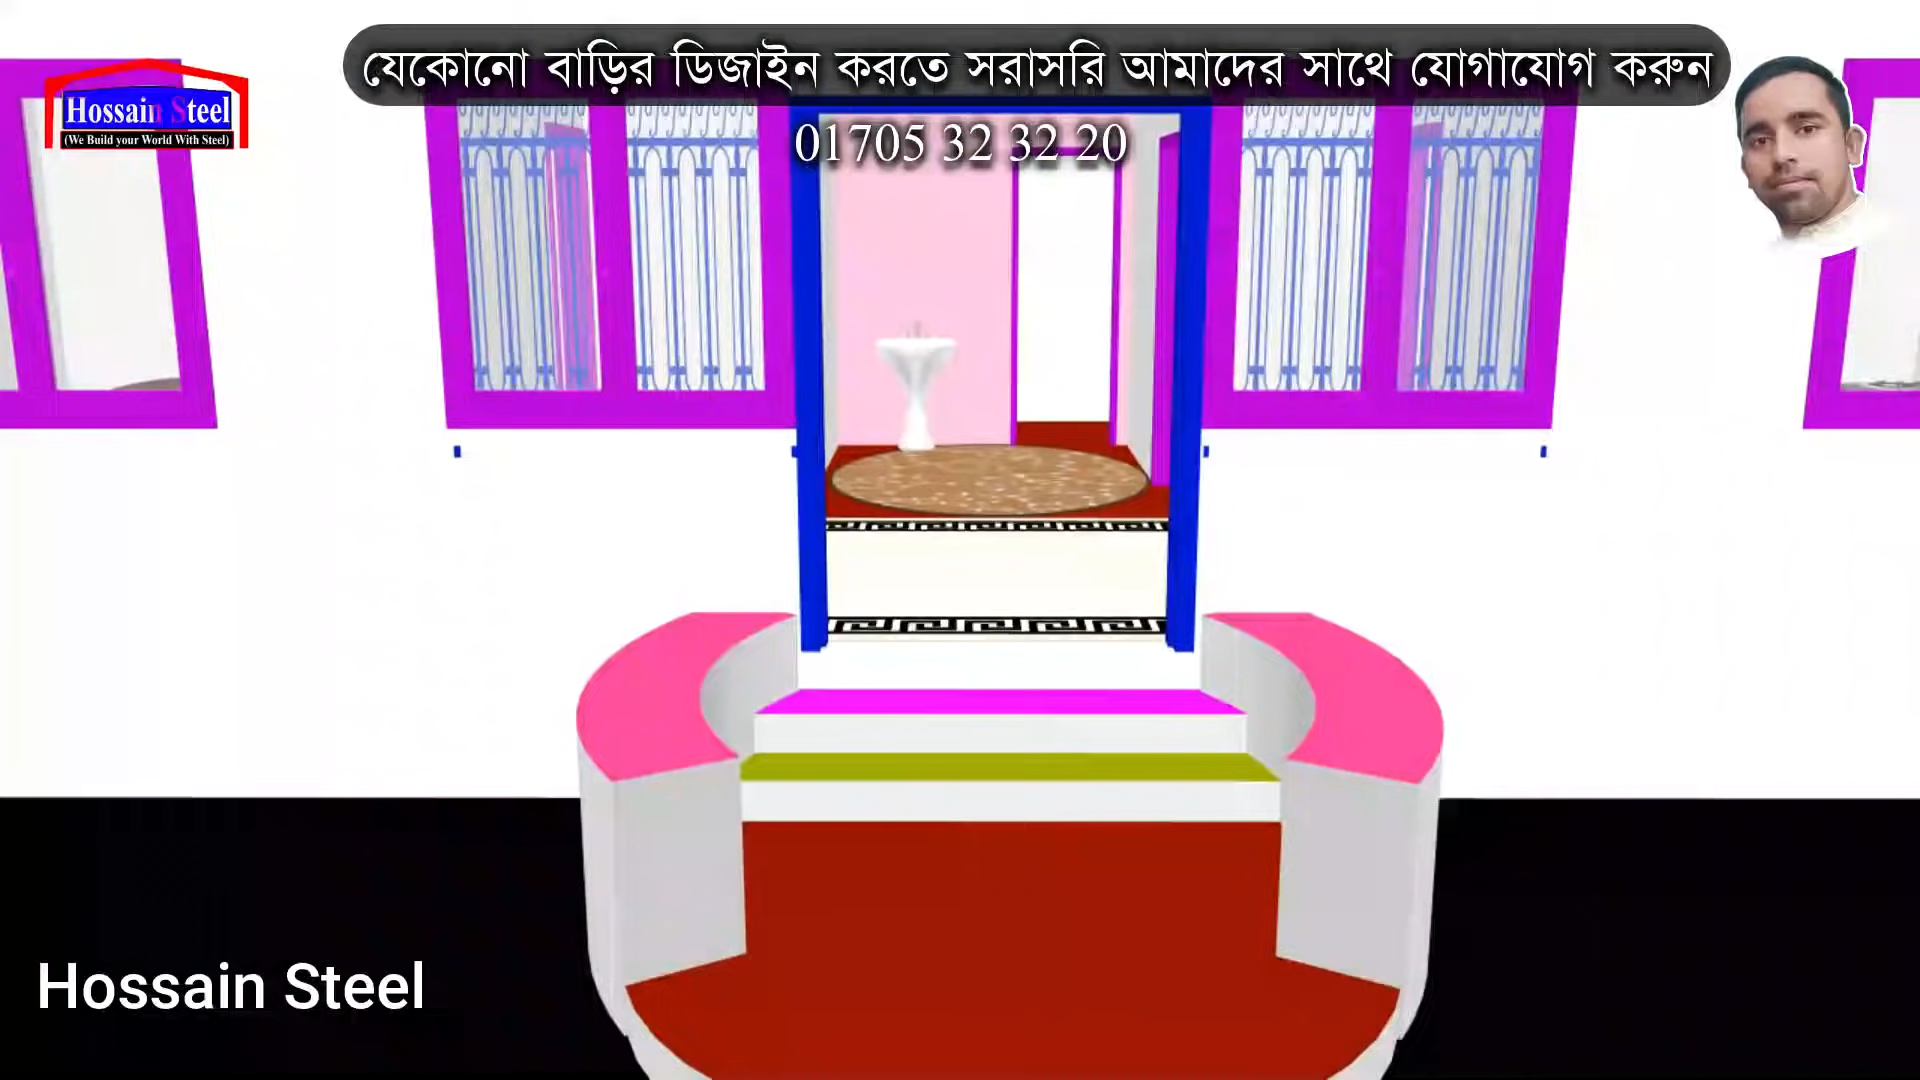 যেকোনো বাড়ির ডিজাইন করতে সরাসরি আমাদের সাথে যোগাযোগ করুন
01705 32 32 20
Hossain Steel
(We Build your World With Steel)
Hossain Steel